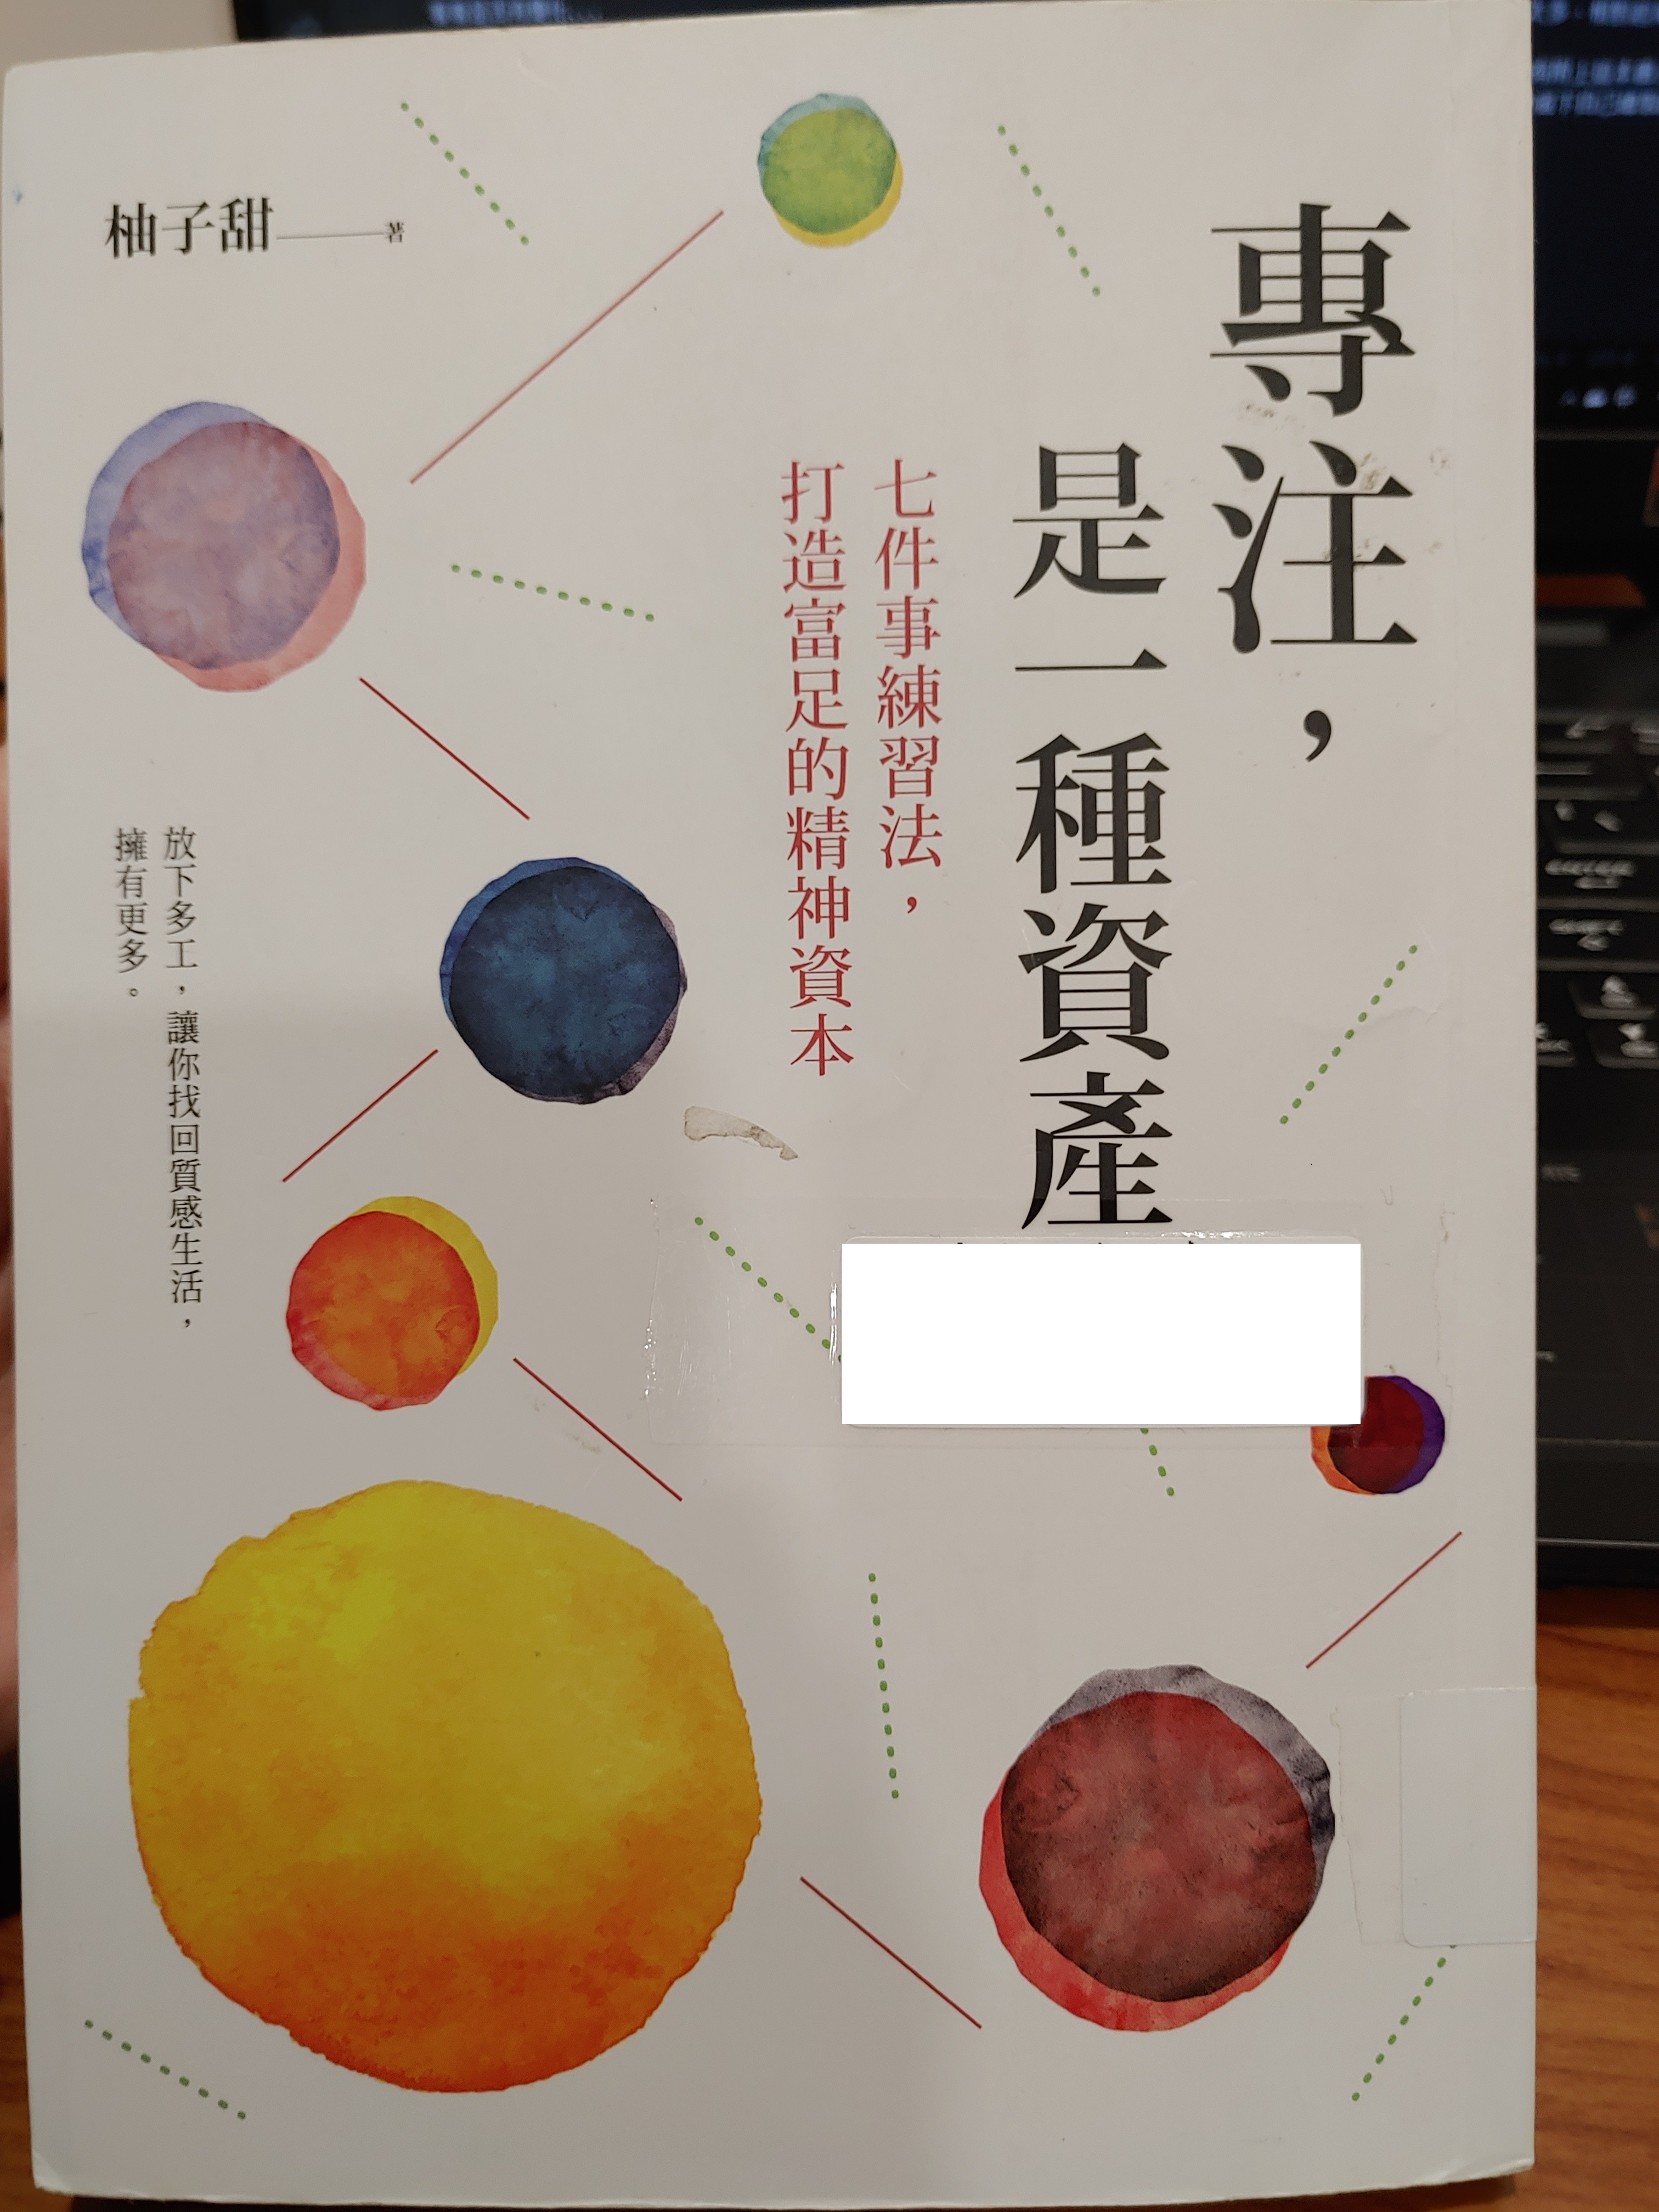 專注，
是一種資產
七件事練習法，
打造富足的精神資本
柚子甜 著
放下多工，讓你找回質感生活，
擁有更多。